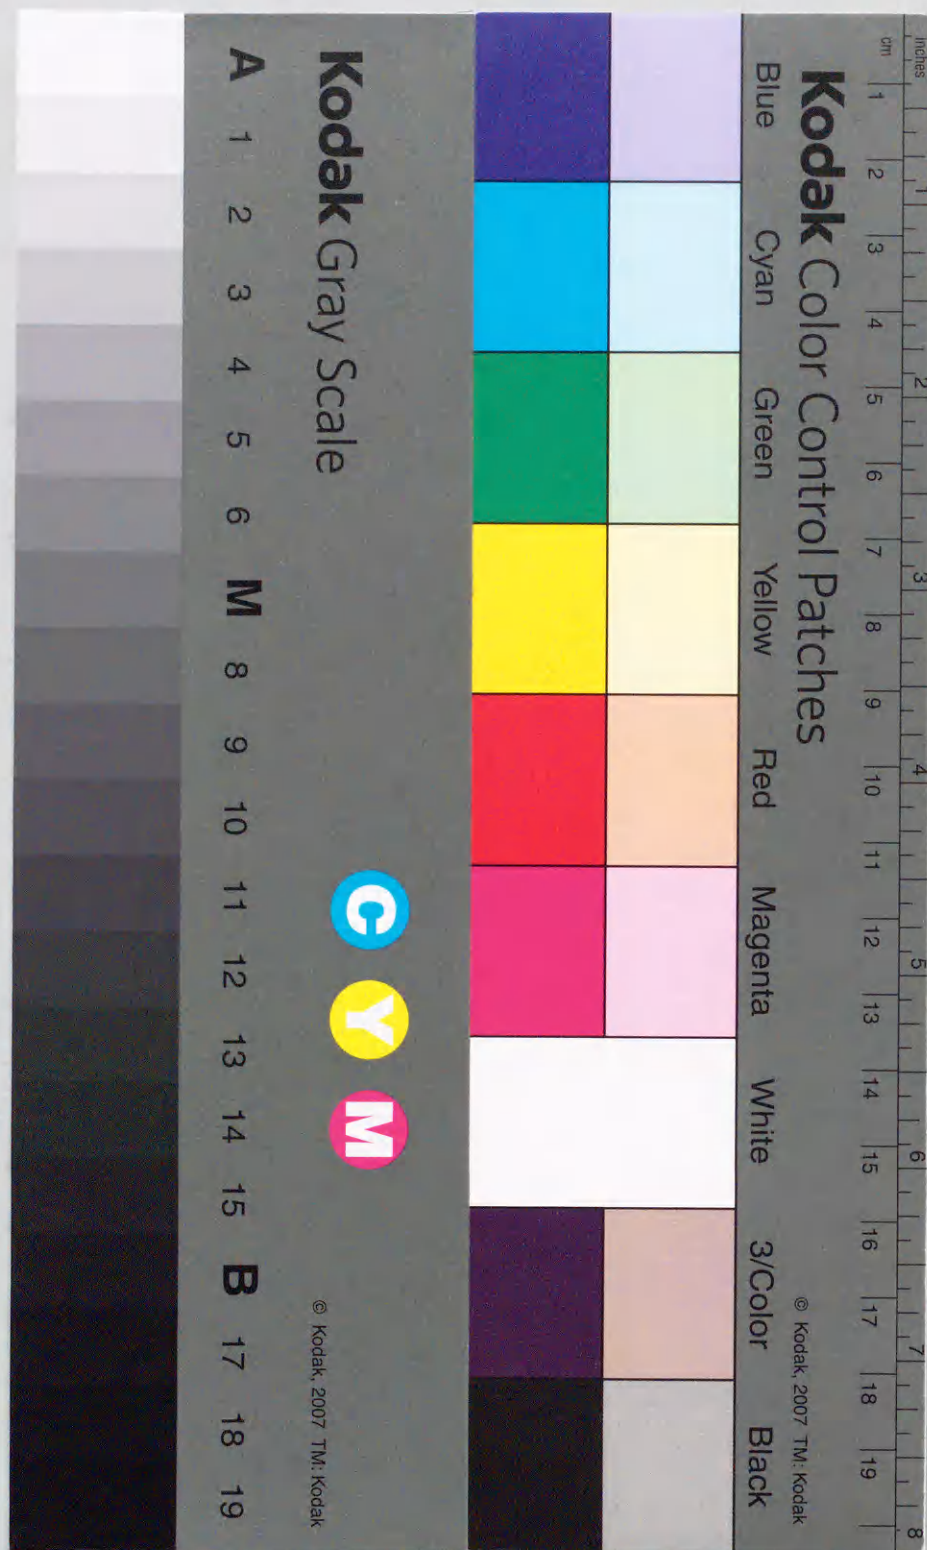 inches
1 2 3 4 5 6 7 8
cm
1 2 3 4 5 6 7 8 9 10 11 12 13 14 15 16 17 18 19
Kodak Color Control Patches
© Kodak, 2007 TM: Kodak
Blue Cyan Green Yellow Red Magenta White 3/Color Black
Kodak Gray Scale
C Y M
© Kodak, 2007 TM: Kodak
A 1 2 3 4 5 6 M 8 9 10 11 12 13 14 15 B 17 18 19